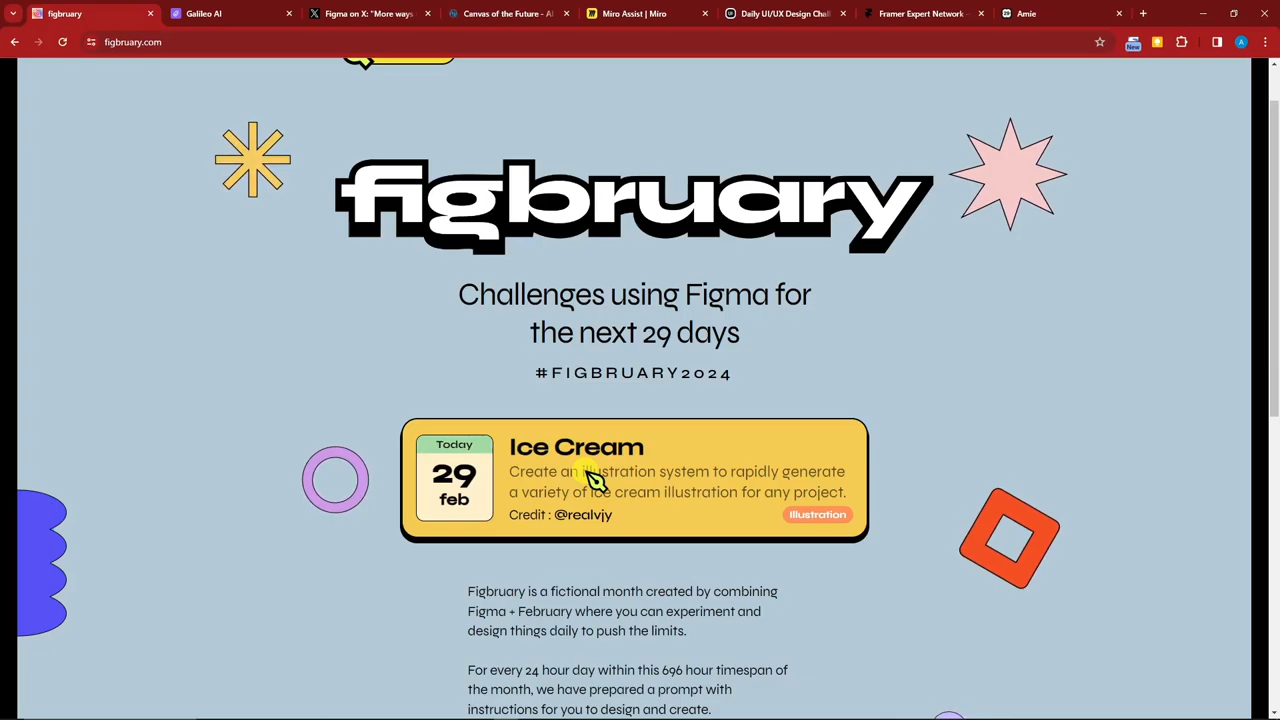 figbruary
Galileo AI
Figma on X: "More ways
Canvas of the Future - AI
Miro Assist | Miro
Daily UI/UX Design Chall
Framer Expert Network -
Amie
figbruary.com
New
A
figbruary
Challenges using Figma for
the next 29 days
#FIGBRUARY2024
Today
29
feb
Ice Cream
Create an illustration system to rapidly generate
a variety of ice cream illustration for any project.
Credit : @realvjy
Illustration
Figbruary is a fictional month created by combining
Figma + February where you can experiment and
design things daily to push the limits.
For every 24 hour day within this 696 hour timespan of
the month, we have prepared a prompt with
instructions for you to design and create.